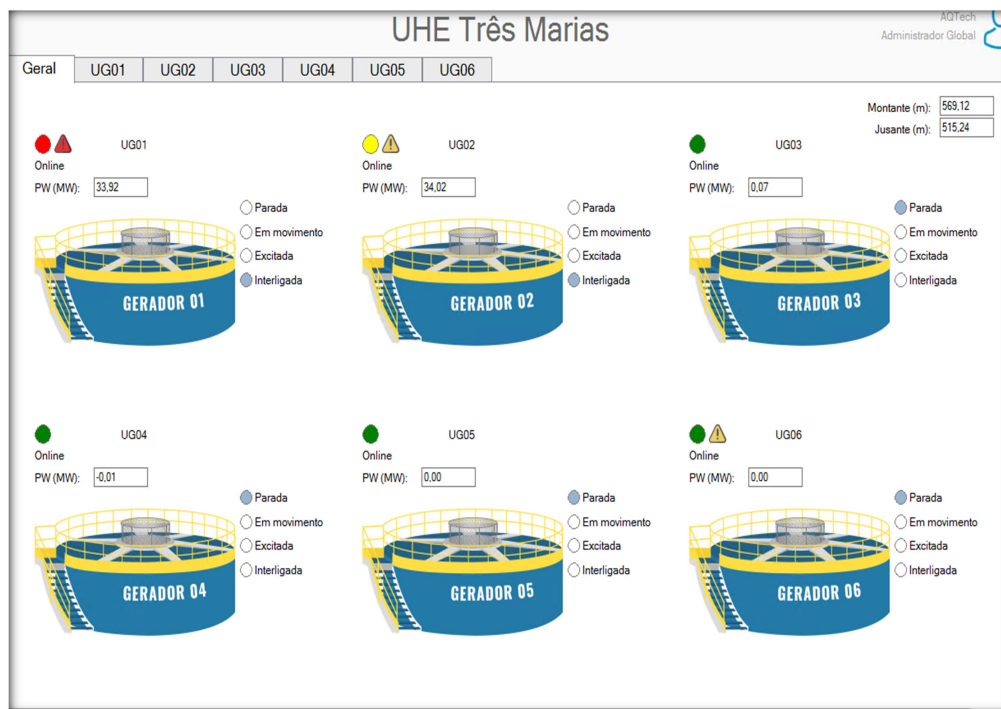 UHE Três Marias
AQTech
Administrador Global
Geral UG01 UG02 UG03 UG04 UG05 UG06
Montante (m): 569,12
Jusante (m): 515,24
UG01
Online
PW (MW): 33,92
Parada
Em movimento
Excitada
Interligada
GERADOR 01
UG02
Online
PW (MW): 34,02
Parada
Em movimento
Excitada
Interligada
GERADOR 02
UG03
Online
PW (MW): 0,07
Parada
Em movimento
Excitada
Interligada
GERADOR 03
UG04
Online
PW (MW): -0,01
Parada
Em movimento
Excitada
Interligada
GERADOR 04
UG05
Online
PW (MW): 0,00
Parada
Em movimento
Excitada
Interligada
GERADOR 05
UG06
Online
PW (MW): 0,00
Parada
Em movimento
Excitada
Interligada
GERADOR 06